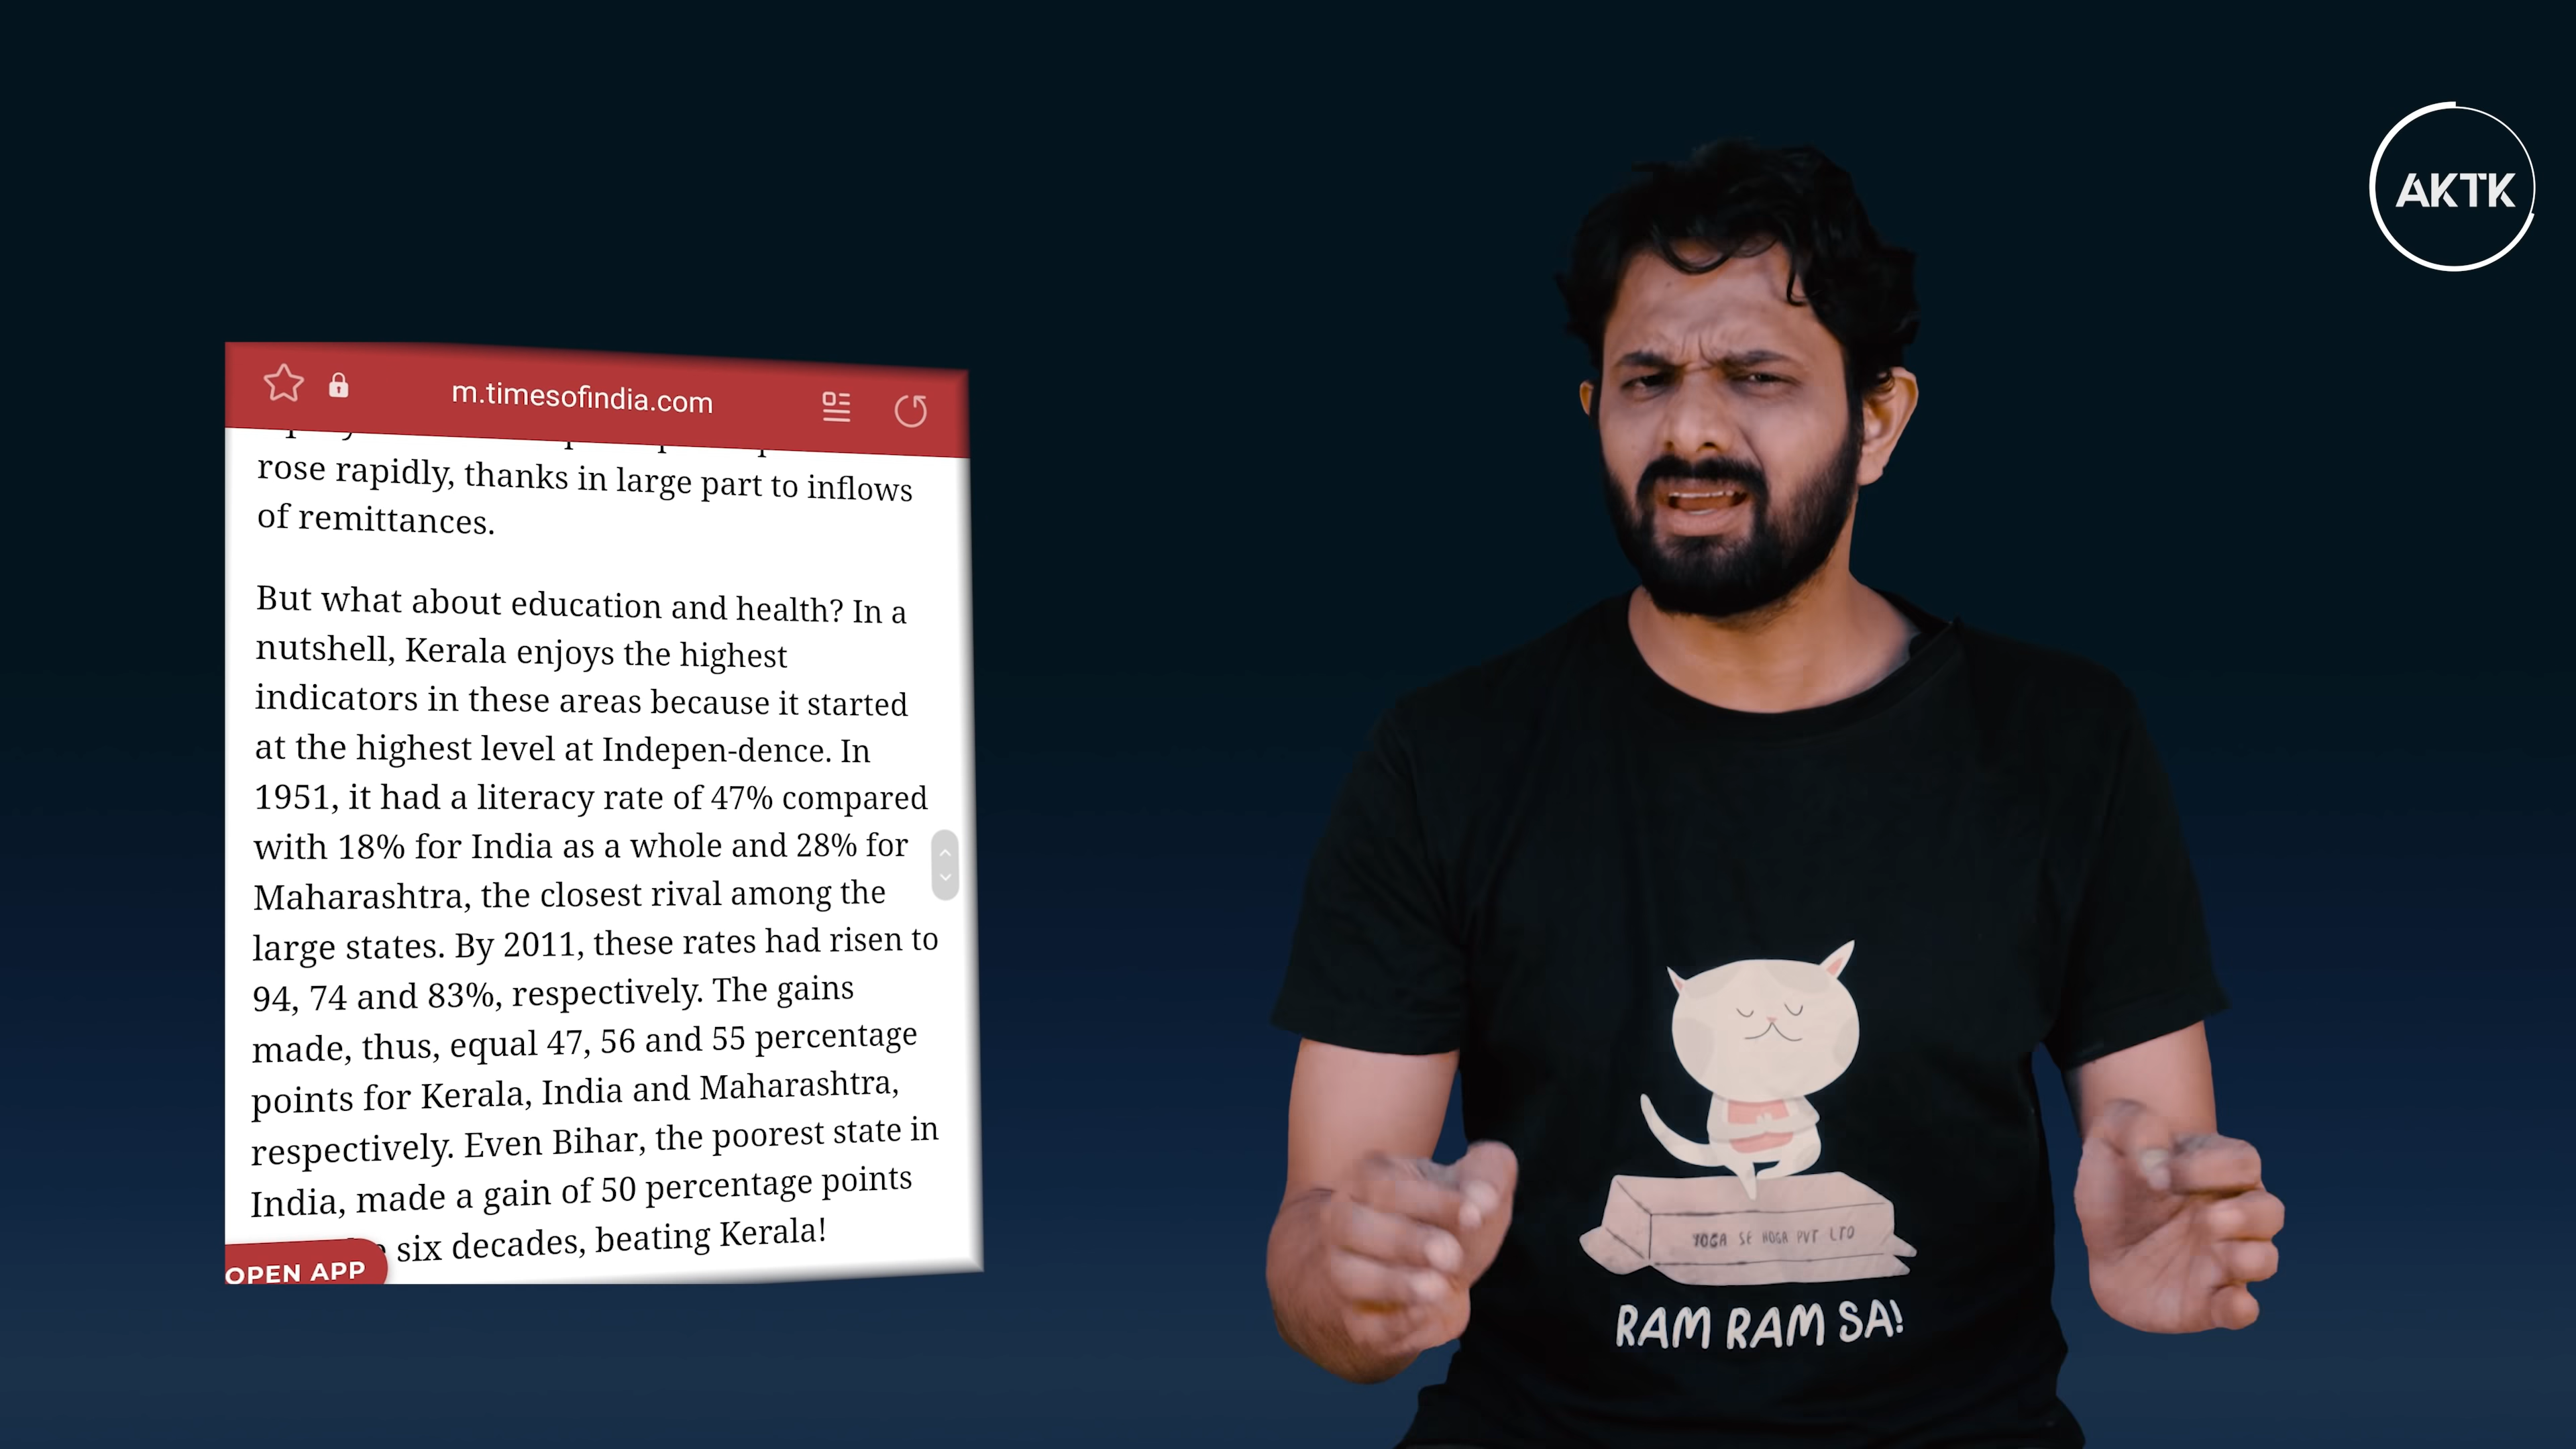 AKTK
m.timesofindia.com
rose rapidly, thanks in large part to inflows
of remittances.
But what about education and health? In a
nutshell, Kerala enjoys the highest
indicators in these areas because it started
at the highest level at Indepen-dence. In
1951, it had a literacy rate of 47% compared
with 18% for India as a whole and 28% for
Maharashtra, the closest rival among the
large states. By 2011, these rates had risen to
94, 74 and 83%, respectively. The gains
made, thus, equal 47, 56 and 55 percentage
points for Kerala, India and Maharashtra,
respectively. Even Bihar, the poorest state in
India, made a gain of 50 percentage points
six decades, beating Kerala!
OPEN APP
YOGA SE HOGA PVT LTD
RAM RAM SA!